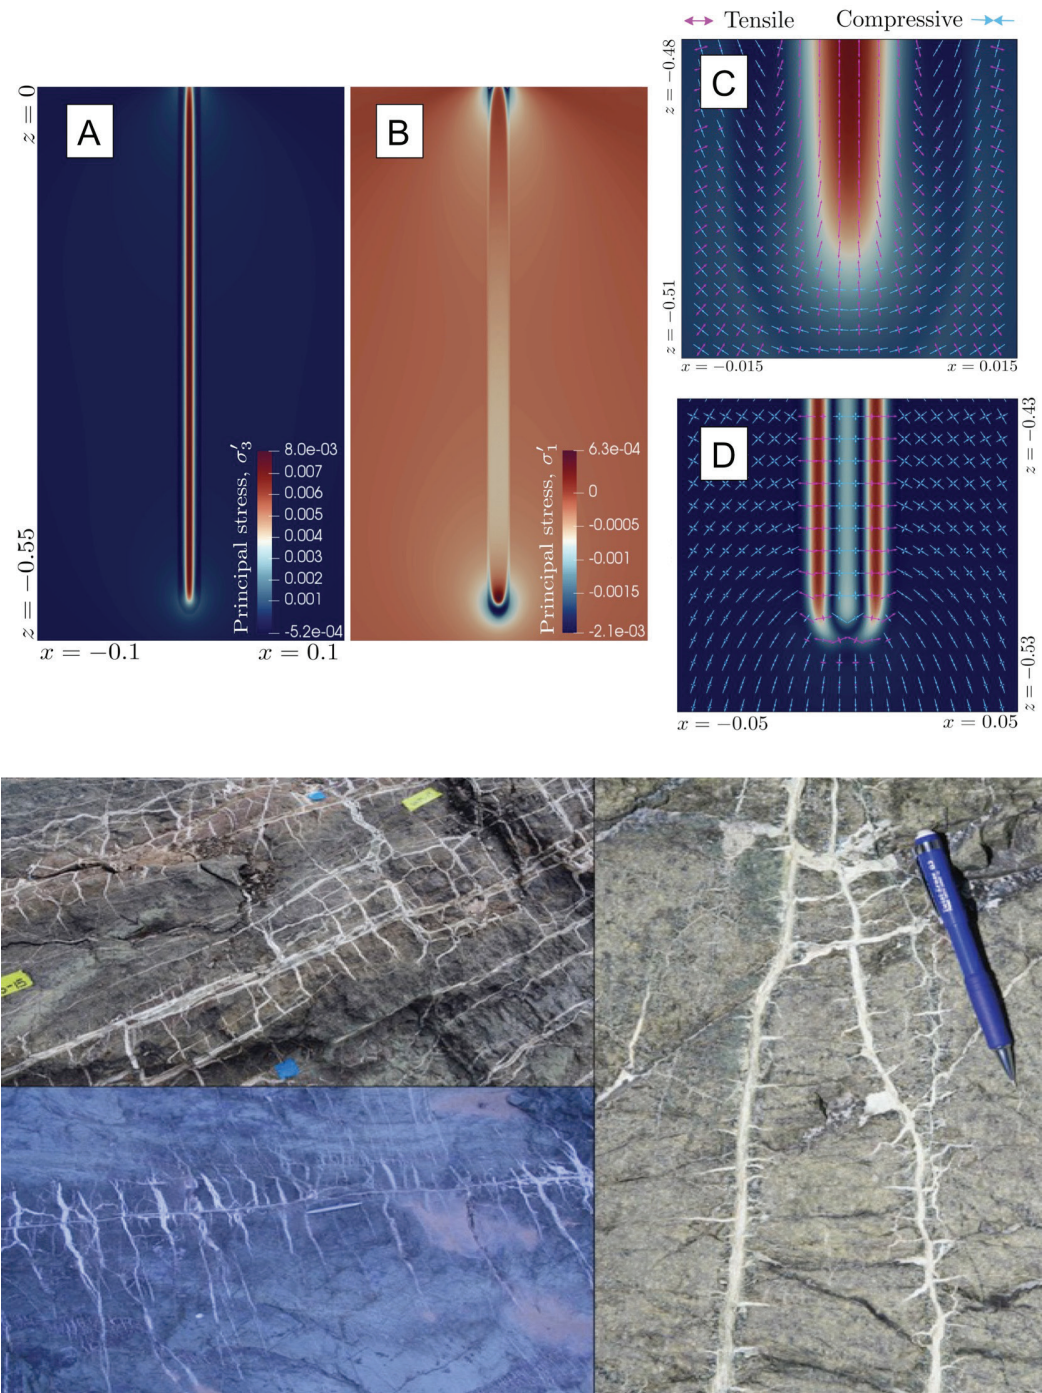 Tensile Compressive
A
z = 0
z = −0.55
x = −0.1 x = 0.1
Principal stress, σ′₃
8.0e-03
0.007
0.006
0.005
0.004
0.003
0.002
0.001
-5.2e-04
B
Principal stress, σ′₁
6.3e-04
0
-0.0005
-0.001
-0.0015
-2.1e-03
C
z = −0.48
z = −0.51
x = −0.015 x = 0.015
D
z = −0.43
z = −0.53
x = −0.05 x = 0.05